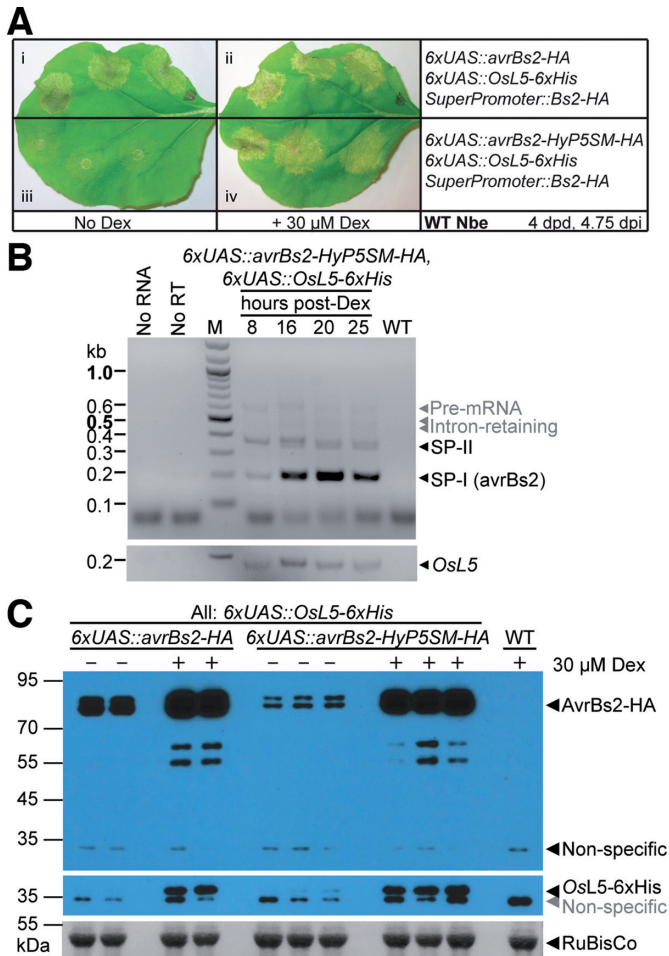 A
i
ii
6xUAS::avrBs2-HA
6xUAS::OsL5-6xHis
SuperPromoter::Bs2-HA
iii
iv
6xUAS::avrBs2-HyP5SM-HA
6xUAS::OsL5-6xHis
SuperPromoter::Bs2-HA
No Dex
+ 30 µM Dex
WT Nbe 4 dpd, 4.75 dpi
B
6xUAS::avrBs2-HyP5SM-HA,
6xUAS::OsL5-6xHis
hours post-Dex
No RNA No RT M 8 16 20 25 WT
kb
1.0
0.6
0.5
0.4
0.3
0.2
0.1
Pre-mRNA
Intron-retaining
SP-II
SP-I (avrBs2)
0.2
OsL5
C
All: 6xUAS::OsL5-6xHis
6xUAS::avrBs2-HA 6xUAS::avrBs2-HyP5SM-HA WT
– – + + – – – + + + + 30 µM Dex
95
70
55
45
35
AvrBs2-HA
Non-specific
35
OsL5-6xHis
Non-specific
55
kDa
RuBisCo